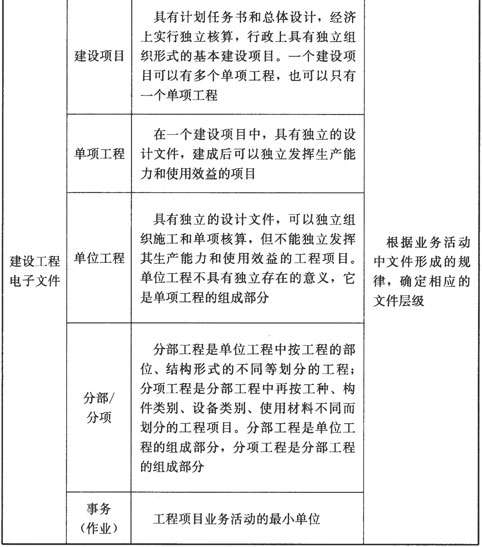 建设工程
电子文件
建设项目
具有计划任务书和总体设计，经济
上实行独立核算，行政上具有独立组
织形式的基本建设项目。一个建设项
目可以有多个单项工程，也可以只有
一个单项工程
单项工程
在一个建设项目中，具有独立的设
计文件，建成后可以独立发挥生产能
力和使用效益的项目
单位工程
具有独立的设计文件，可以独立组
织施工和单项核算，但不能独立发挥
其生产能力和使用效益的工程项目。
单位工程不具有独立存在的意义，它
是单项工程的组成部分
分部/
分项
分部工程是单位工程中按工程的部
位、结构形式的不同等划分的工程；
分项工程是分部工程中再按工种、构
件类别、设备类别、使用材料不同而
划分的工程项目。分部工程是单位工
程的组成部分，分项工程是分部工程
的组成部分
事务
（作业）
工程项目业务活动的最小单位
根据业务活动
中文件形成的规
律，确定相应的
文件层级